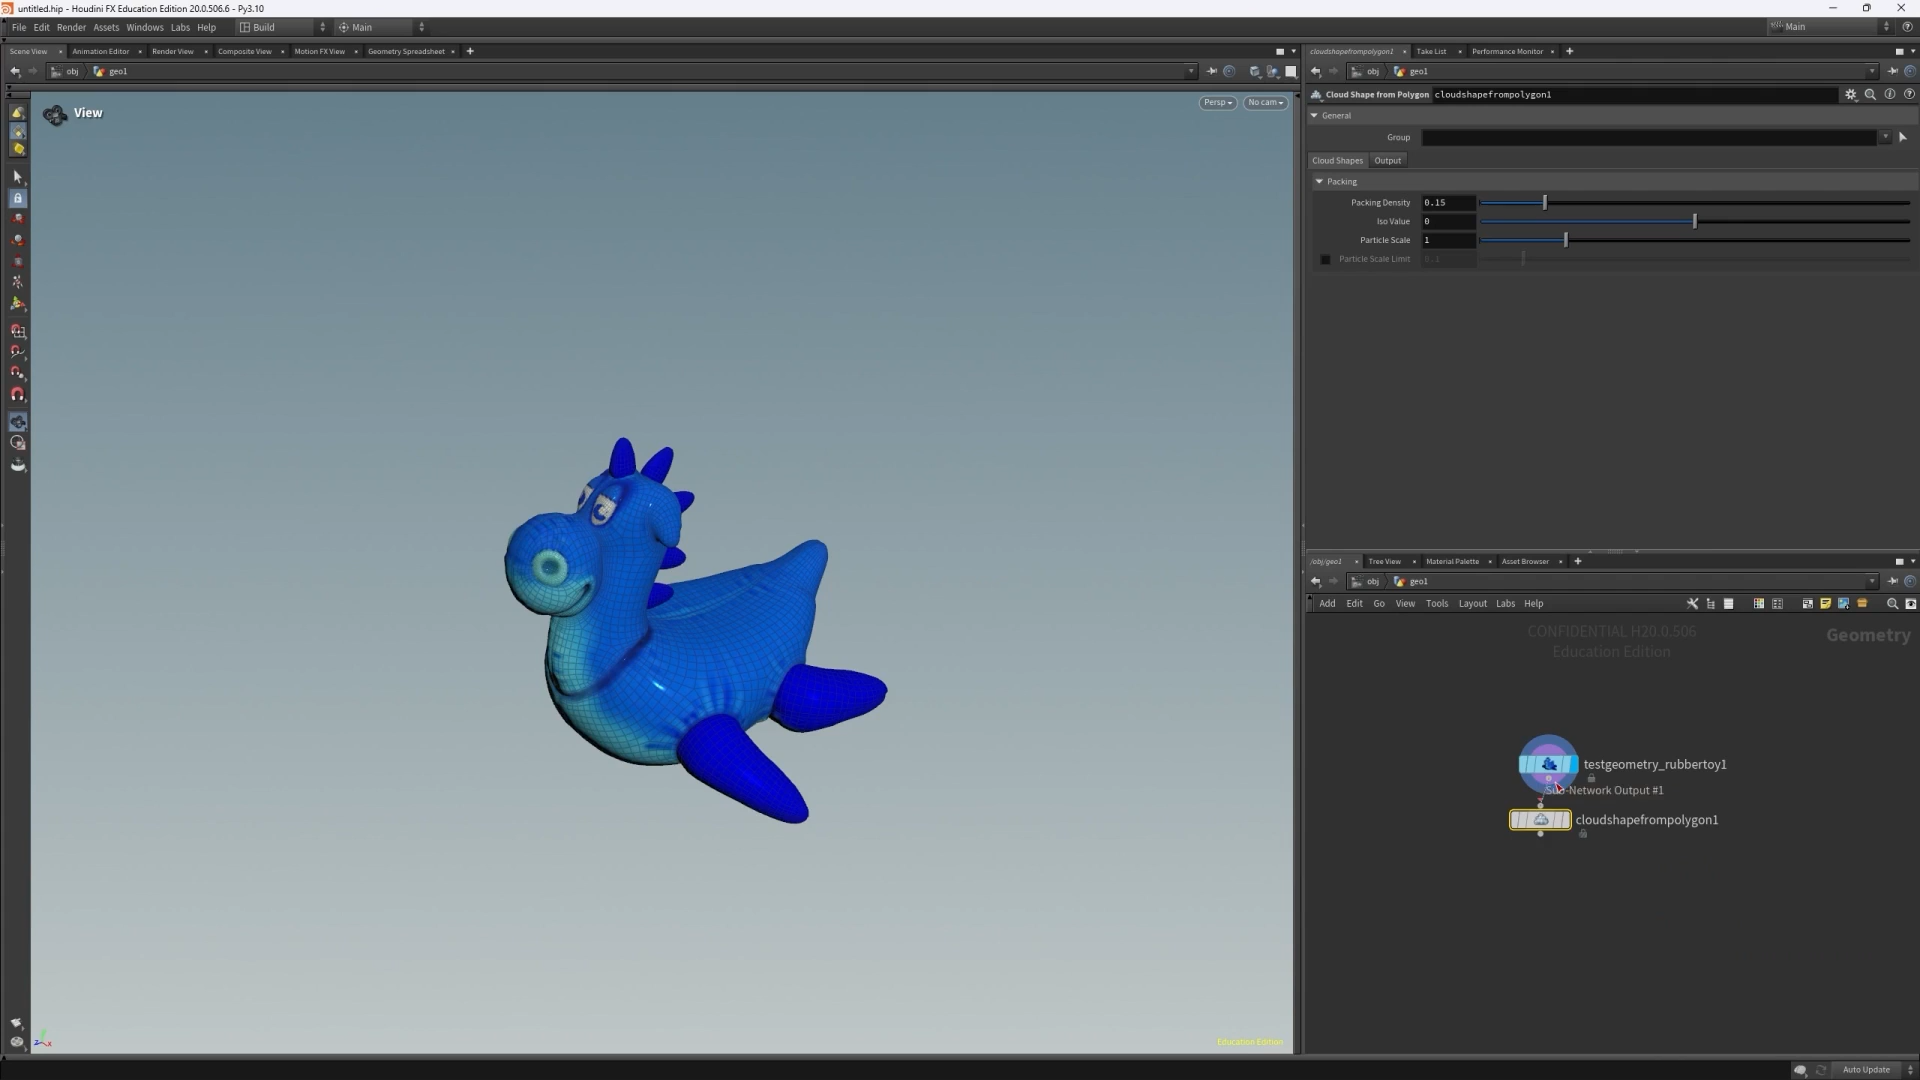 untitled.hip - Houdini FX Education Edition 20.0.506.6 - Py3.10
File Edit Render Assets Windows Labs Help Build Main Main
Scene View Animation Editor Render View Composite View Motion FX View Geometry Spreadsheet
cloudshapefrompolygon1 Take List Performance Monitor
obj geo1
obj geo1
View
Persp No cam
Cloud Shape from Polygon cloudshapefrompolygon1
General
Group
Cloud Shapes Output
Packing
Packing Density 0.15
Iso Value 0
Particle Scale 1
Particle Scale Limit 0.1
/obj/geo1 Tree View Material Palette Asset Browser
obj geo1
Add Edit Go View Tools Layout Labs Help
CONFIDENTIAL H20.0.506
Education Edition
Geometry
testgeometry_rubbertoy1
Sub-Network Output #1
cloudshapefrompolygon1
Education Edition
Auto Update